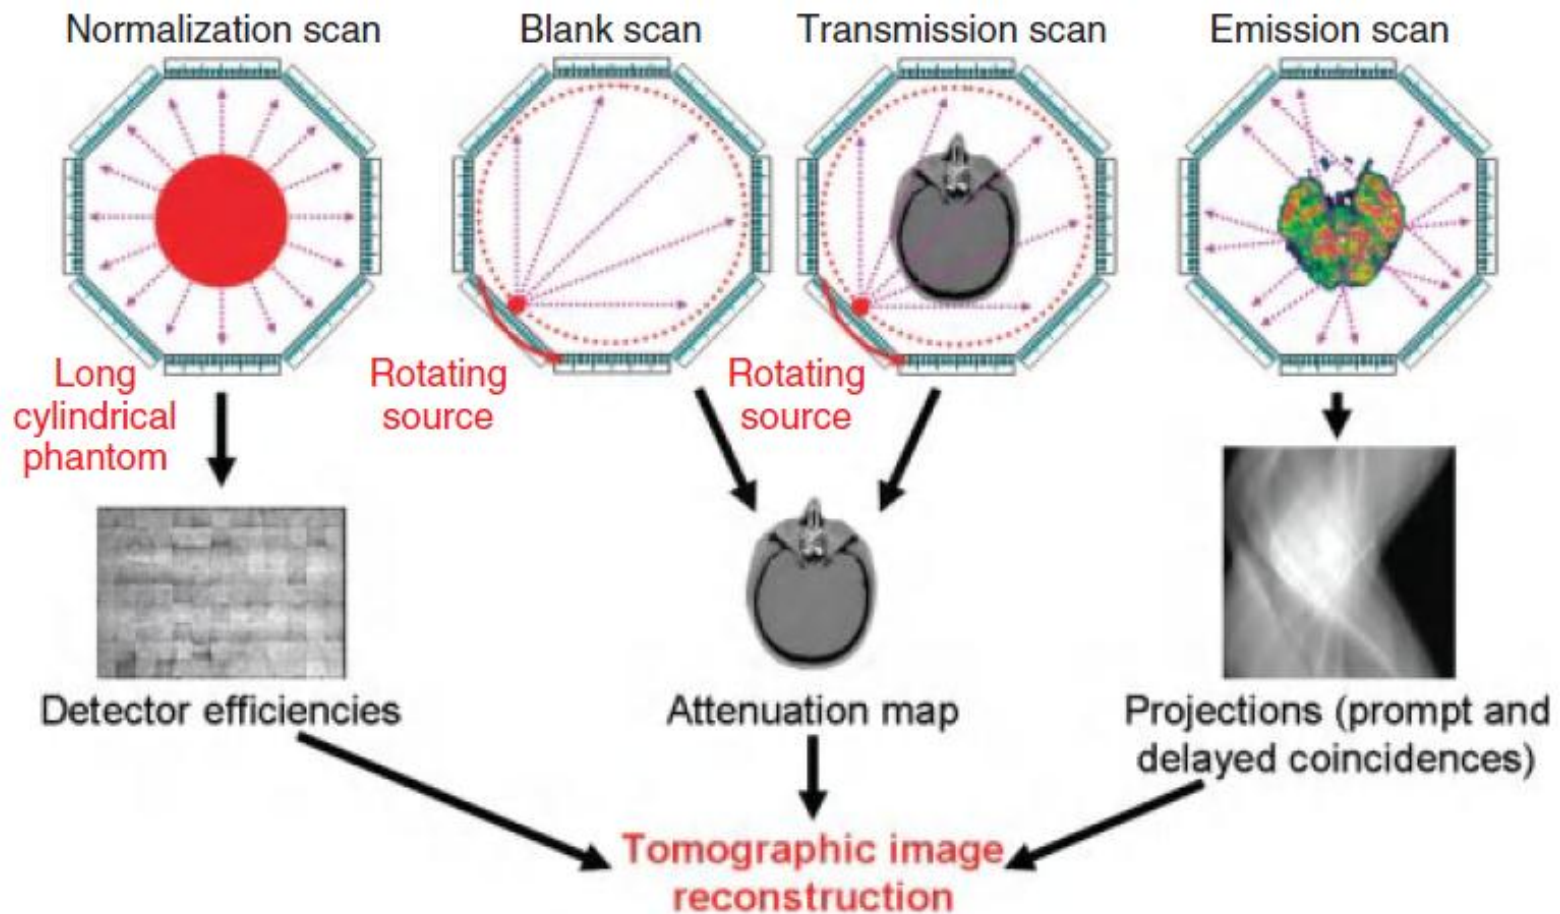 Normalization scan
Blank scan
Transmission scan
Emission scan
Long
cylindrical
phantom
Rotating
source
Rotating
source
Detector efficiencies
Attenuation map
Projections (prompt and
delayed coincidences)
Tomographic image
reconstruction